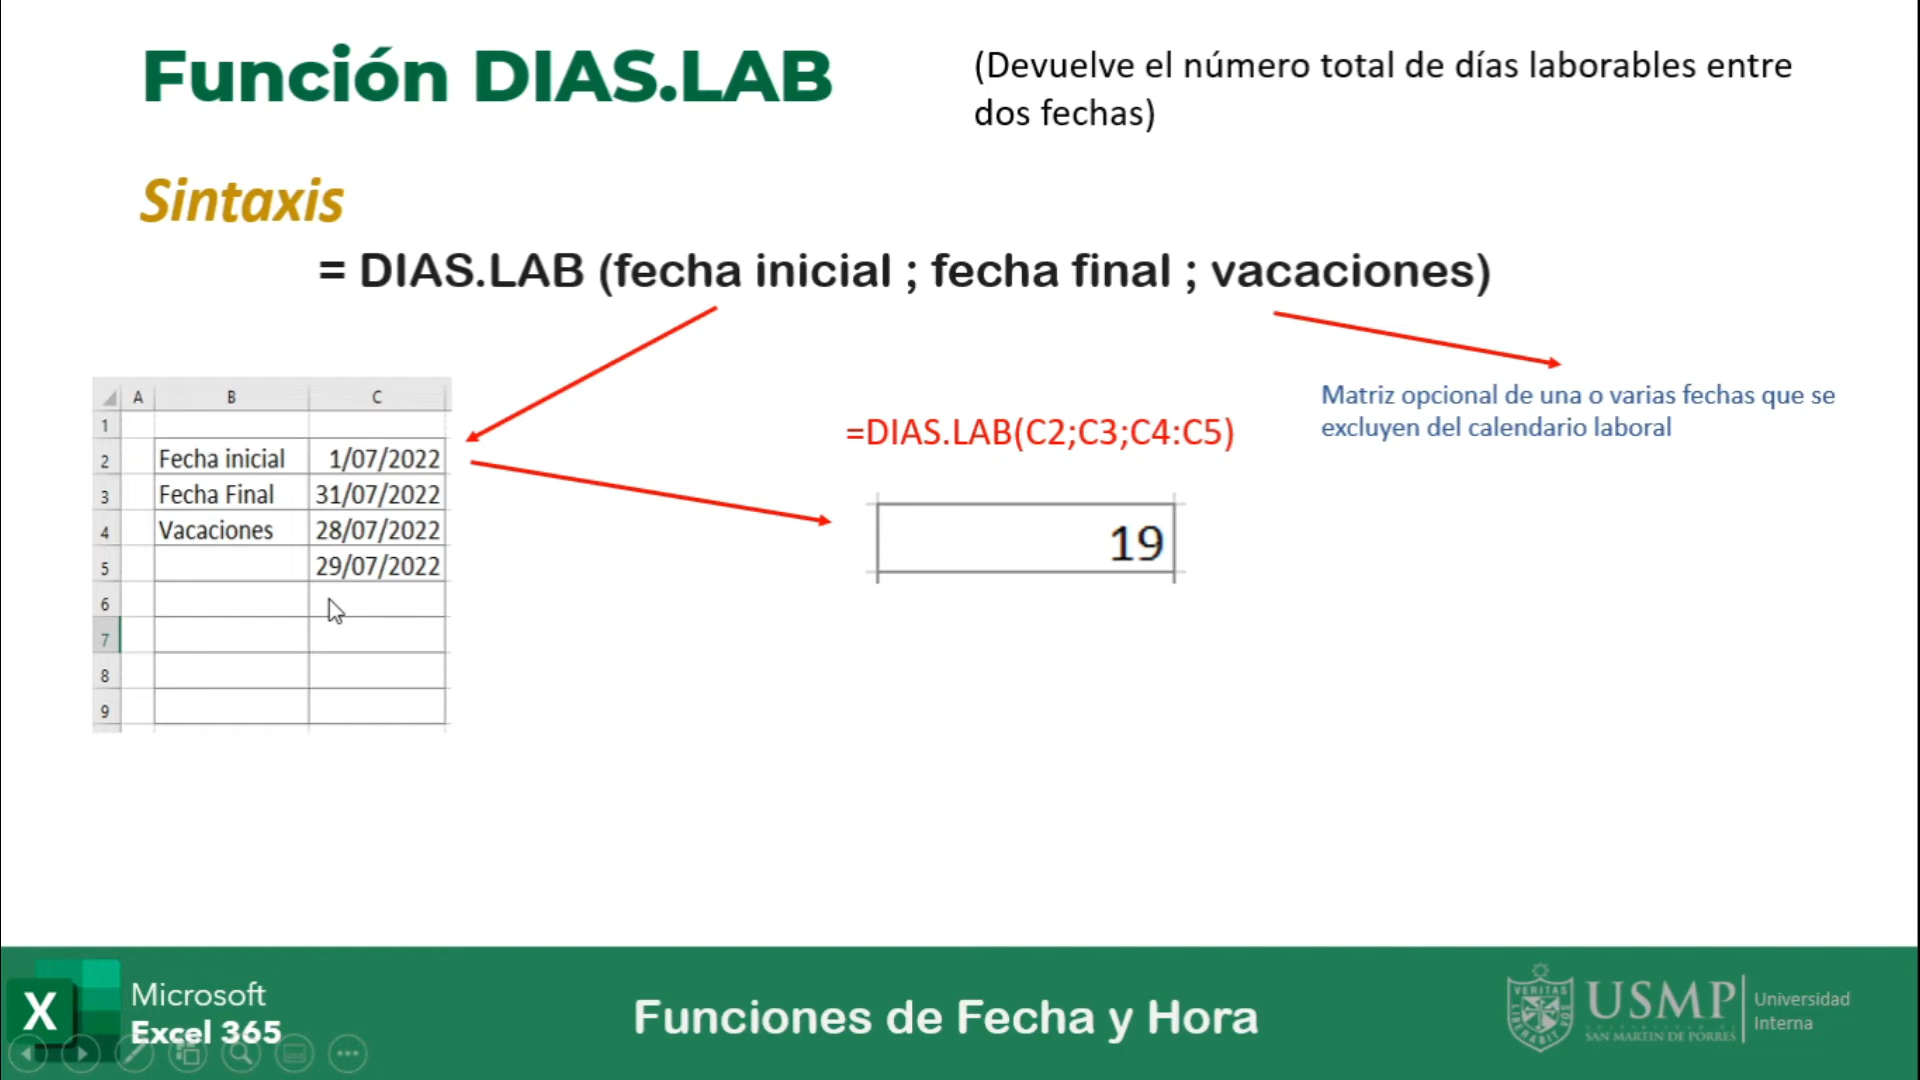 Función DIAS.LAB
(Devuelve el número total de días laborables entre
dos fechas)
Sintaxis
= DIAS.LAB (fecha inicial ; fecha final ; vacaciones)
A B C
1
2 Fecha inicial 1/07/2022
3 Fecha Final 31/07/2022
4 Vacaciones 28/07/2022
5 29/07/2022
6
7
8
9
=DIAS.LAB(C2;C3;C4:C5)
19
Matriz opcional de una o varias fechas que se
excluyen del calendario laboral
X
Microsoft
Excel 365
Funciones de Fecha y Hora
VERITAS
USMP
SAN MARTIN DE PORRES
Universidad
Interna